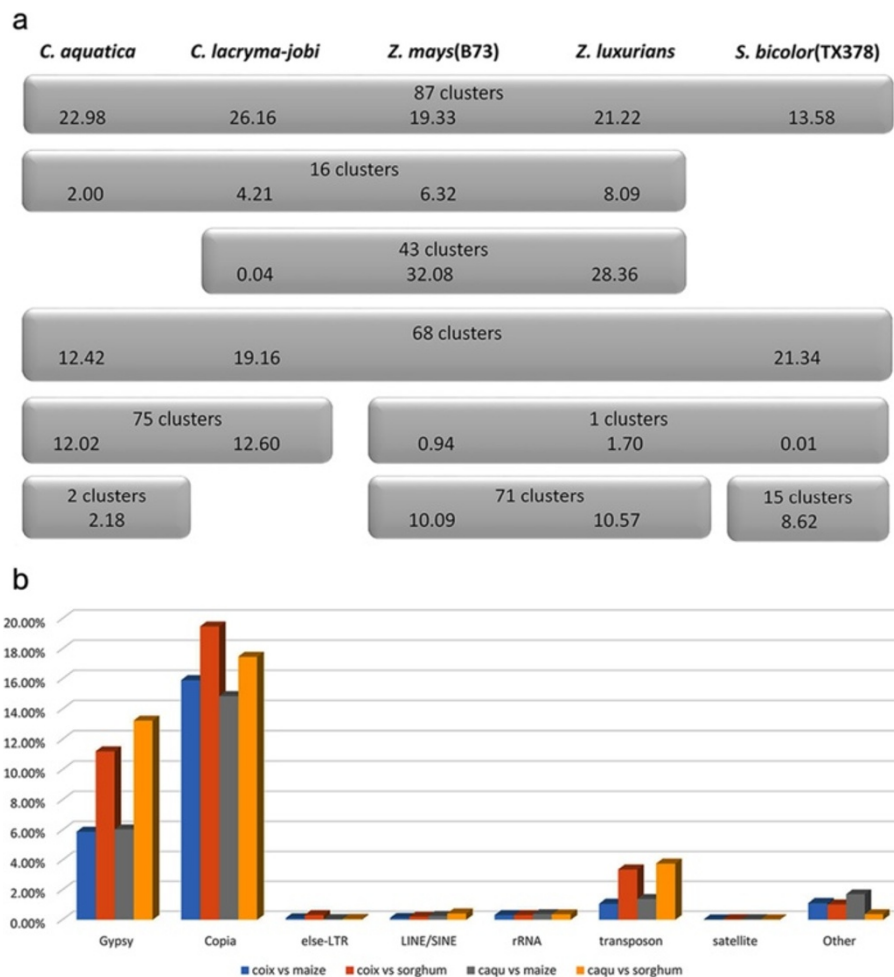 a
C. aquatica C. lacryma-jobi Z. mays(B73) Z. luxurians S. bicolor(TX378)
87 clusters
22.98 26.16 19.33 21.22 13.58
16 clusters
2.00 4.21 6.32 8.09
43 clusters
0.04 32.08 28.36
68 clusters
12.42 19.16 21.34
75 clusters 1 clusters
12.02 12.60 0.94 1.70 0.01
2 clusters 71 clusters 15 clusters
2.18 10.09 10.57 8.62
b
20.00%
18.00%
16.00%
14.00%
12.00%
10.00%
8.00%
6.00%
4.00%
2.00%
0.00%
Gypsy Copia else-LTR LINE/SINE rRNA transposon satellite Other
coix vs maize coix vs sorghum caqu vs maize caqu vs sorghum